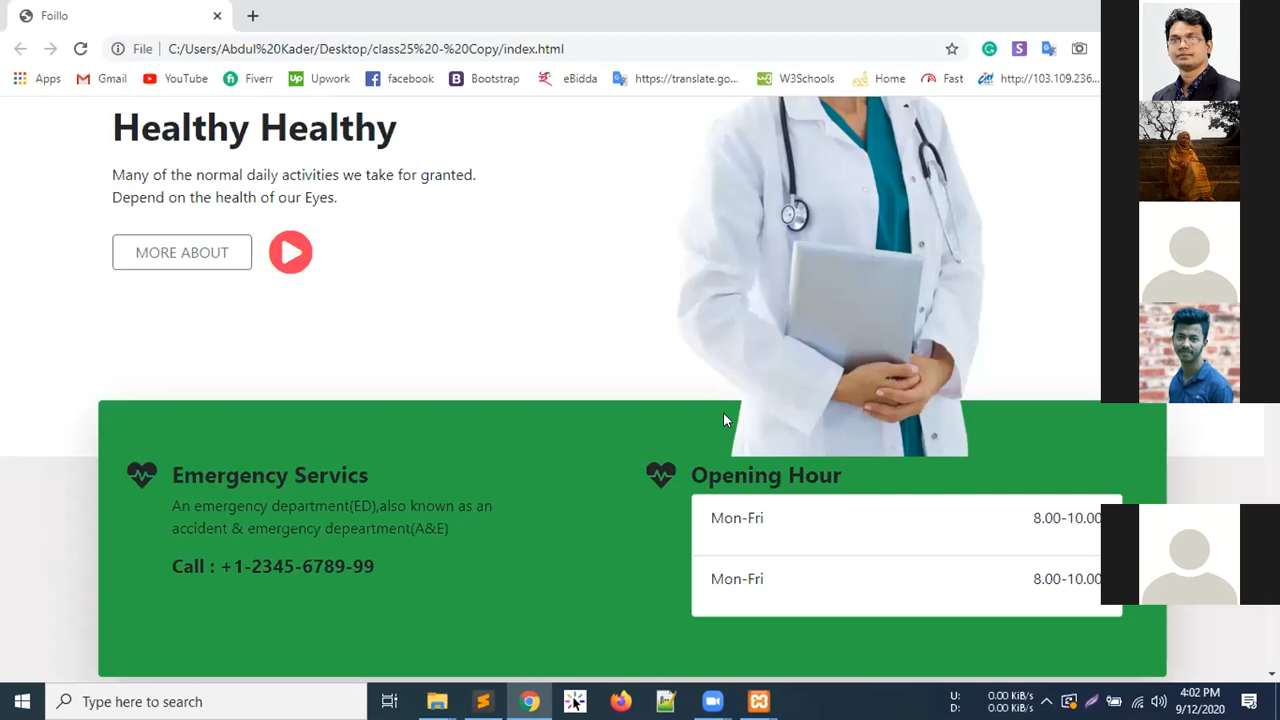 Foillo
File
C:/Users/Abdul%20Kader/Desktop/class25%20-%20Copy/index.html
S
Apps
Gmail
YouTube
fi
Fiverr
Up
Upwork
facebook
B
Bootstrap
eBidda
https://translate.go...
W3Schools
Home
Fast
http://103.109.236...
Healthy Healthy
Many of the normal daily activities we take for granted.
Depend on the health of our Eyes.
MORE ABOUT
Emergency Servics
An emergency department(ED),also known as an
accident & emergency depeartment(A&E)
Call : +1-2345-6789-99
Opening Hour
Mon-Fri 8.00-10.00
Mon-Fri 8.00-10.00
Type here to search
U: 0.00 KiB/s
D: 0.00 KiB/s
4:02 PM
9/12/2020